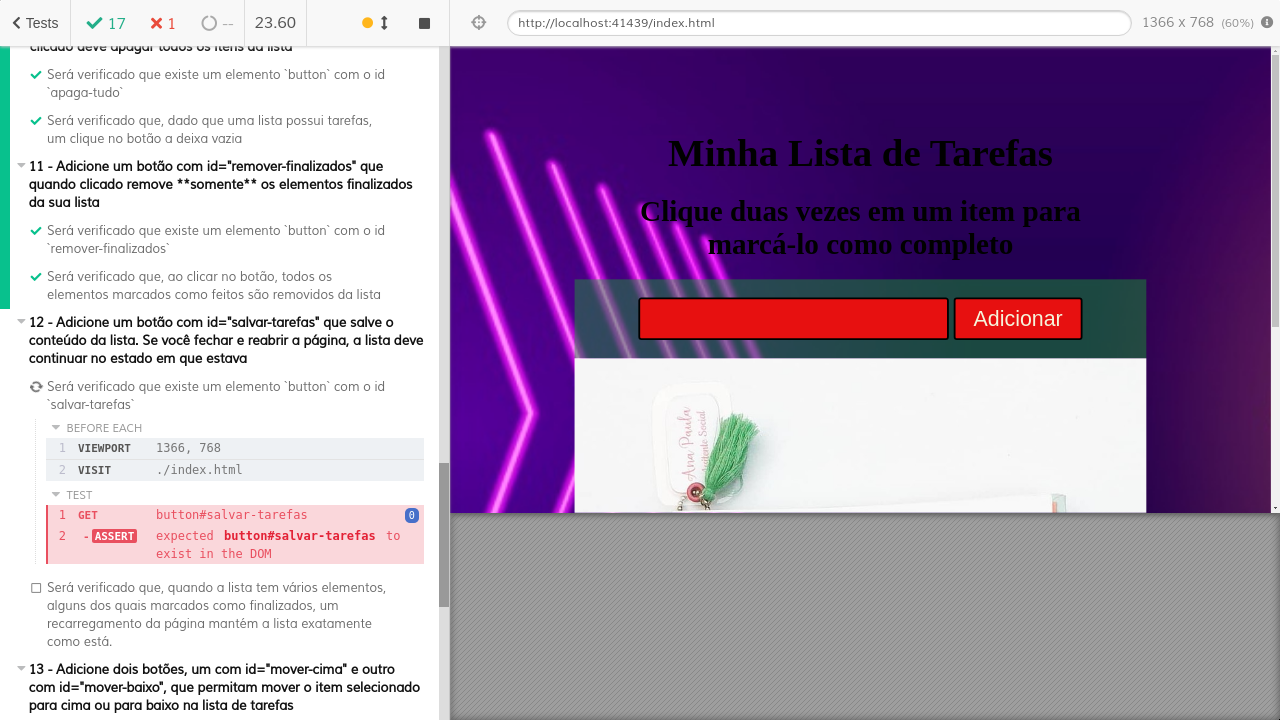 Tests
17
1
--
23.60
http://localhost:41439/index.html
1366 x 768 (60%)
clicado deve apagar todos os itens da lista
Será verificado que existe um elemento `button` com o id
`apaga-tudo`
Será verificado que, dado que uma lista possui tarefas,
um clique no botão a deixa vazia
11 - Adicione um botão com id="remover-finalizados" que
quando clicado remove **somente** os elementos finalizados
da sua lista
Será verificado que existe um elemento `button` com o id
`remover-finalizados`
Será verificado que, ao clicar no botão, todos os
elementos marcados como feitos são removidos da lista
12 - Adicione um botão com id="salvar-tarefas" que salve o
conteúdo da lista. Se você fechar e reabrir a página, a lista deve
continuar no estado em que estava
Será verificado que existe um elemento `button` com o id
`salvar-tarefas`
BEFORE EACH
1 VIEWPORT 1366, 768
2 VISIT ./index.html
TEST
1 GET button#salvar-tarefas 0
2 -ASSERT expected button#salvar-tarefas to
exist in the DOM
Será verificado que, quando a lista tem vários elementos,
alguns dos quais marcados como finalizados, um
recarregamento da página mantém a lista exatamente
como está.
13 - Adicione dois botões, um com id="mover-cima" e outro
com id="mover-baixo", que permitam mover o item selecionado
para cima ou para baixo na lista de tarefas
Minha Lista de Tarefas
Clique duas vezes em um item para
marcá-lo como completo
Adicionar
Ana Paula
Social